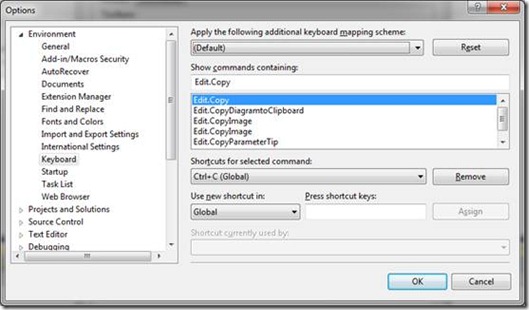 Options
Environment
General
Add-in/Macros Security
AutoRecover
Documents
Extension Manager
Find and Replace
Fonts and Colors
Import and Export Settings
International Settings
Keyboard
Startup
Task List
Web Browser
Projects and Solutions
Source Control
Text Editor
Debugging
Apply the following additional keyboard mapping scheme:
(Default)
Reset
Show commands containing:
Edit.Copy
Edit.Copy
Edit.CopyDiagramtoClipboard
Edit.CopyImage
Edit.CopyImage
Edit.CopyParameterTip
Shortcuts for selected command:
Ctrl+C (Global)
Remove
Use new shortcut in:
Press shortcut keys:
Global
Assign
Shortcut currently used by:
OK
Cancel